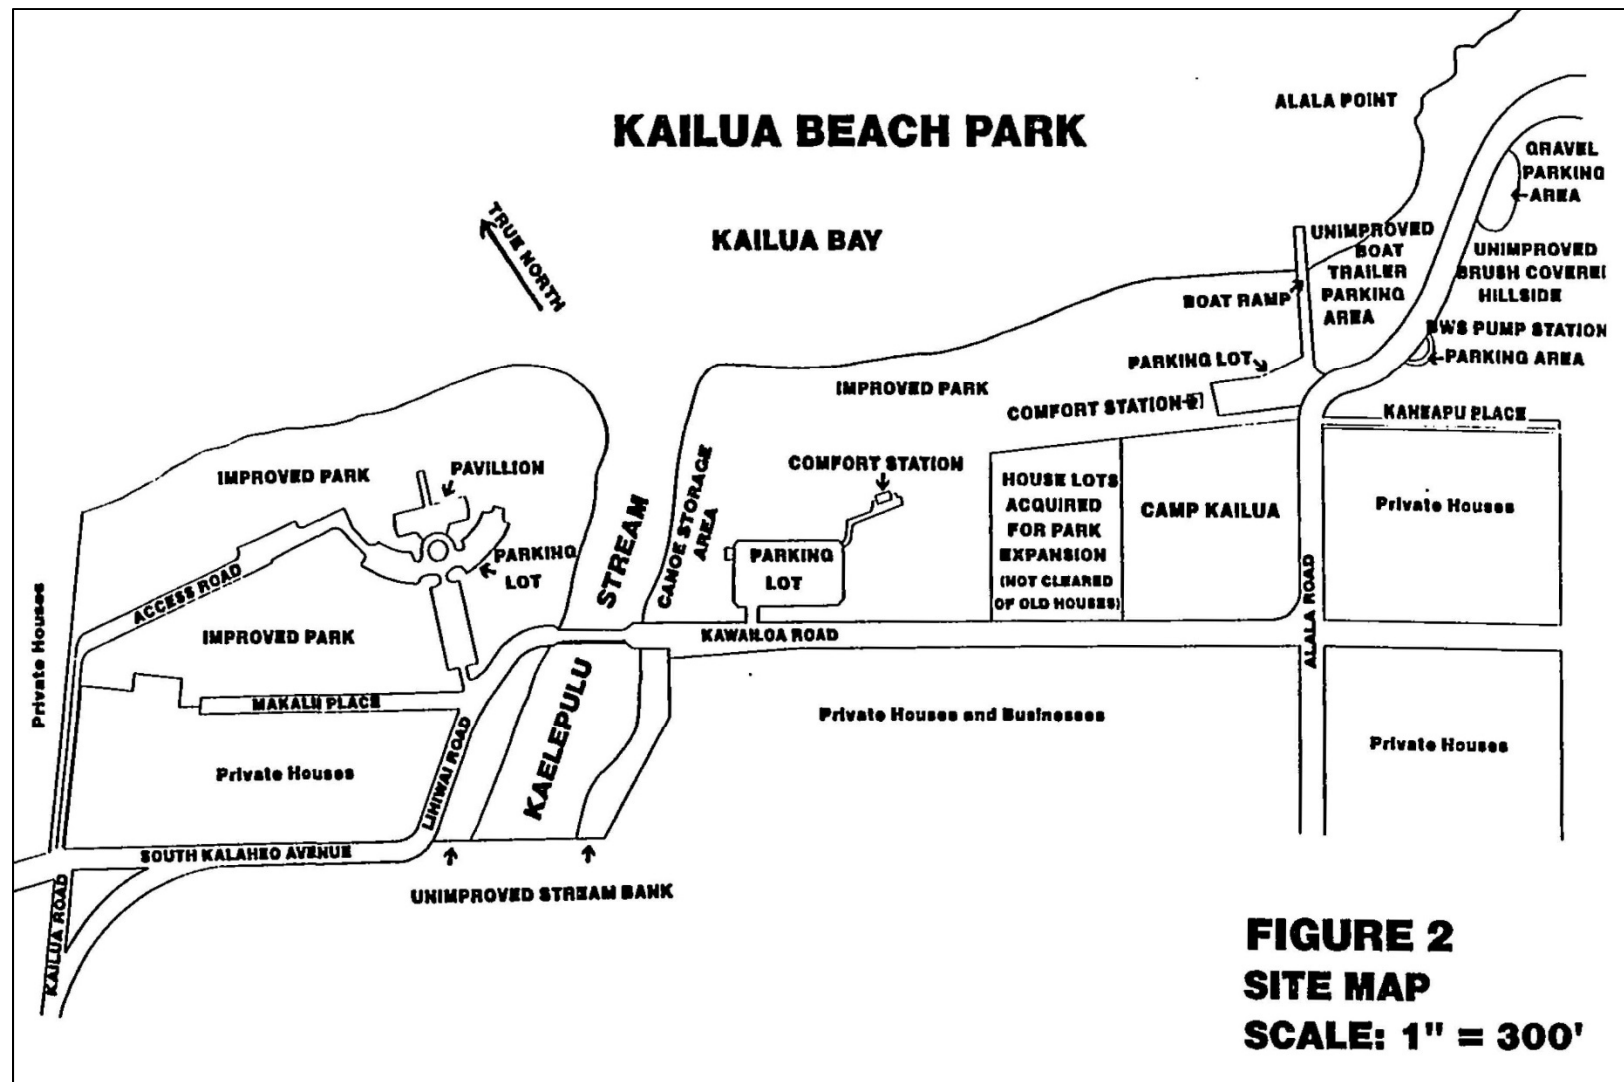 ALALA POINT
KAILUA BEACH PARK
GRAVEL
PARKING
AREA
TRUE NORTH
KAILUA BAY
UNIMPROVED
BOAT
TRAILER
PARKING
AREA
UNIMPROVED
BRUSH COVERE
HILLSIDE
BOAT RAMP
BWS PUMP STATION
PARKING AREA
PARKING LOT
IMPROVED PARK
COMFORT STATION
KANEAPU PLACE
IMPROVED PARK
PAVILLION
COMFORT STATION
HOUSE LOTS
ACQUIRED
FOR PARK
EXPANSION
(NOT CLEARED
OF OLD HOUSES)
CAMP KAILUA
Private Houses
STREAM
CANOE STORAGE
AREA
PARKING
LOT
PARKING
LOT
ACCESS ROAD
IMPROVED PARK
KAWAILOA ROAD
ALALA ROAD
Private Houses
MAKALU PLACE
LIHIWAI ROAD
KAELEPULU
Private Houses and Businesses
Private Houses
Private Houses
SOUTH KALAHEO AVENUE
KAILUA ROAD
UNIMPROVED STREAM BANK
FIGURE 2
SITE MAP
SCALE: 1" = 300'